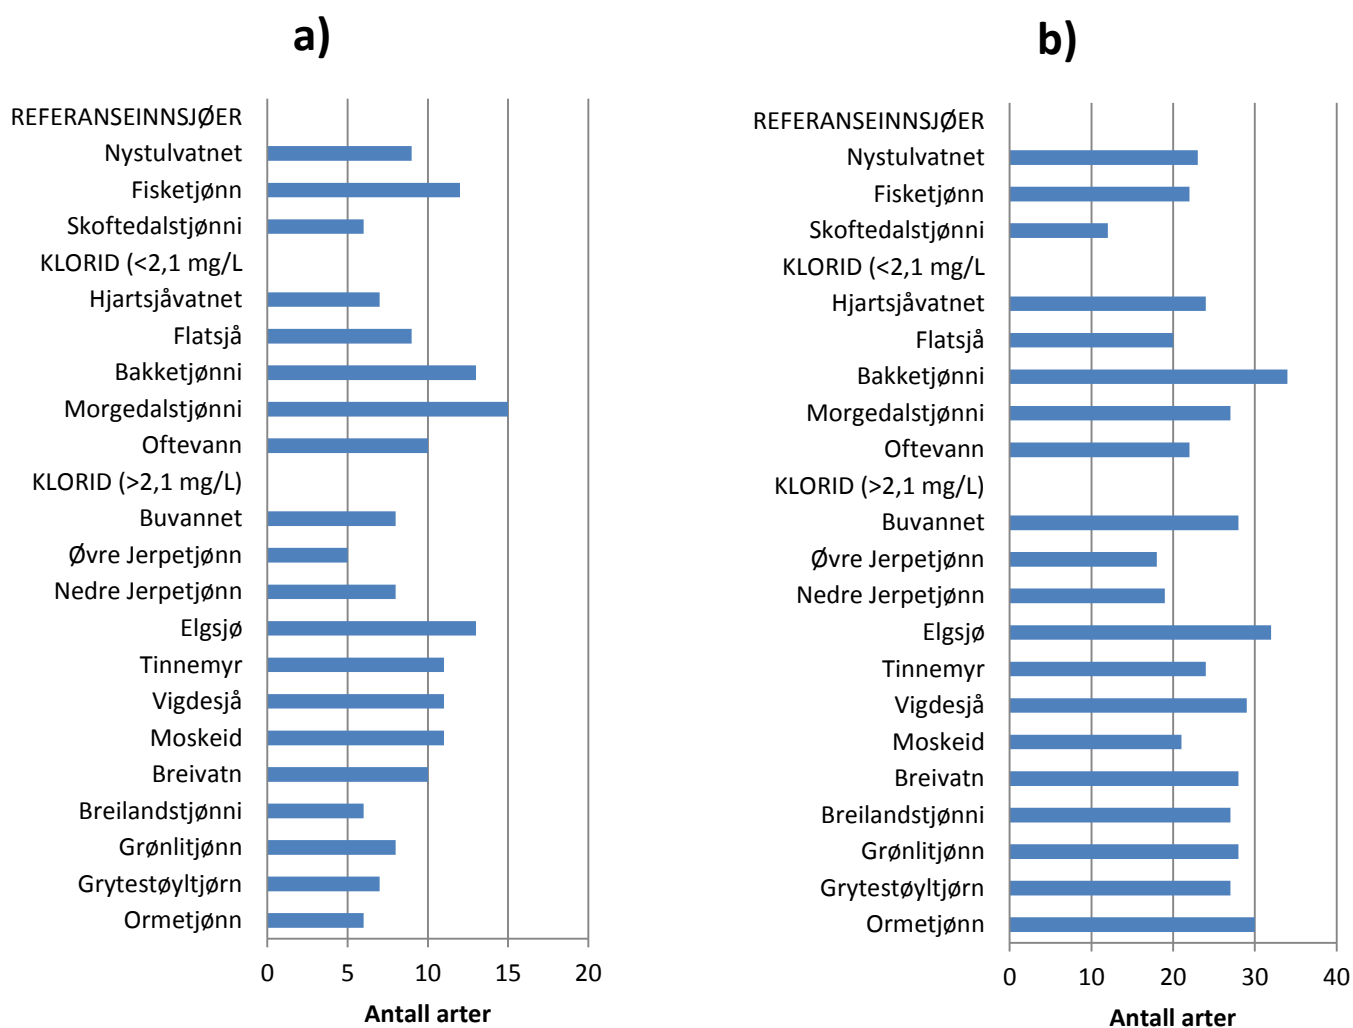 a)
REFERANSEINNSJØER
Nystulvatnet
Fisketjønn
Skoftedalstjønni
KLORID (<2,1 mg/L
Hjartsjåvatnet
Flatsjå
Bakketjønni
Morgedalstjønni
Oftevann
KLORID (>2,1 mg/L)
Buvannet
Øvre Jerpetjønn
Nedre Jerpetjønn
Elgsjø
Tinnemyr
Vigdesjå
Moskeid
Breivatn
Breilandstjønni
Grønlitjønn
Grytestøyltjørn
Ormetjønn
0 5 10 15 20
Antall arter
b)
REFERANSEINNSJØER
Nystulvatnet
Fisketjønn
Skoftedalstjønni
KLORID (<2,1 mg/L
Hjartsjåvatnet
Flatsjå
Bakketjønni
Morgedalstjønni
Oftevann
KLORID (>2,1 mg/L)
Buvannet
Øvre Jerpetjønn
Nedre Jerpetjønn
Elgsjø
Tinnemyr
Vigdesjå
Moskeid
Breivatn
Breilandstjønni
Grønlitjønn
Grytestøyltjørn
Ormetjønn
0 10 20 30 40
Antall arter